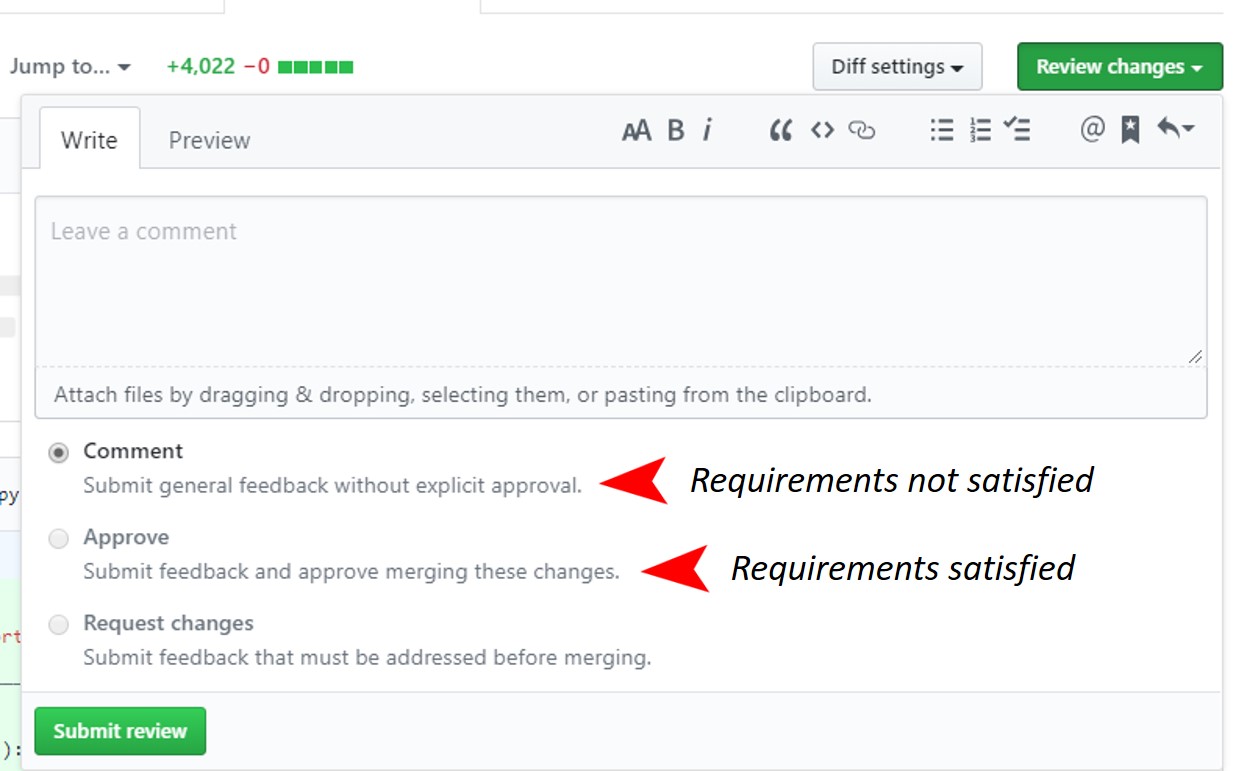 Jump to... +4,022 −0 Diff settings Review changes
Write Preview AA B i @
Leave a comment
Attach files by dragging & dropping, selecting them, or pasting from the clipboard.
Comment
Submit general feedback without explicit approval. Requirements not satisfied
py
Approve
Submit feedback and approve merging these changes. Requirements satisfied
Request changes
ort
Submit feedback that must be addressed before merging.
Submit review
):